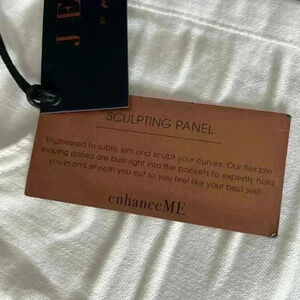 JE
BY
SCULPTING PANEL
Engineered to subtly slim and sculpt your curves. Our flexible
shaping panels are built right into the pockets to expertly hold
you in and smooth you out so you feel like your best self!
enhanceME